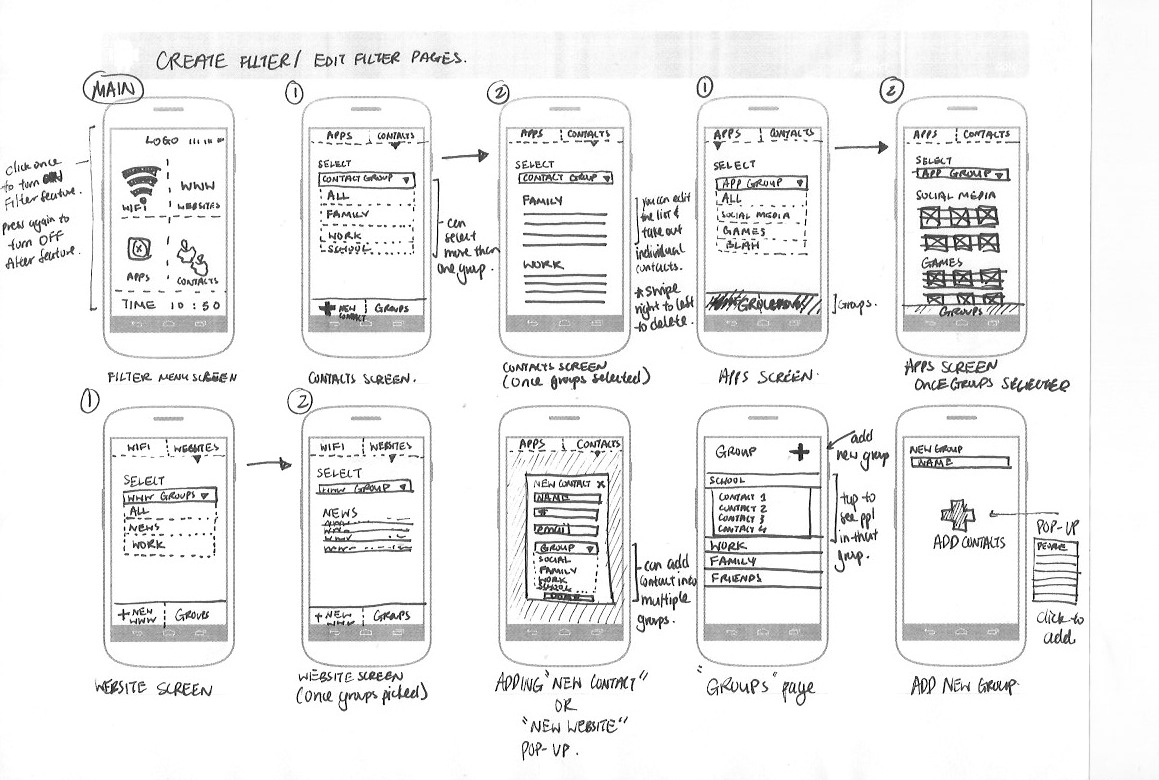 CREATE FILTER/ EDIT FILTER PAGES.
MAIN
click once
to turn ON
Filter feature.
press again to
turn OFF
filter feature.
LOGO
WIFI
WWW
WEBSITES
APPS
CONTACTS
TIME 10:50
FILTER MENU SCREEN
1
APPS CONTACTS
SELECT
CONTACT GROUP
ALL
FAMILY
WORK
SCHOOL
+ NEW
CONTACT
GROUPS
can
select
more than
one group.
CONTACTS SCREEN.
2
APPS CONTACTS
SELECT
CONTACT GROUP
FAMILY
WORK
you can edit
the list &
take out
individual
contacts.
* Swipe
right to left
to delete.
CONTACTS SCREEN
(Once groups selected)
1
APPS CONTACTS
SELECT
APP GROUP
ALL
SOCIAL MEDIA
GAMES
BLAH
Groups.
APPS SCREEN.
2
APPS CONTACTS
SELECT
APP GROUP
SOCIAL MEDIA
GAMES
GROUPS
APPS SCREEN
ONCE GROUPS SELECTED
1
WIFI WEBSITES
SELECT
WWW GROUPS
ALL
NEWS
WORK
+ NEW
WWW
GROUPS
WEBSITE SCREEN
2
WIFI WEBSITES
SELECT
WWW GROUP
NEWS
+ NEW
WWW
GROUPS
WEBSITE SCREEN
(Once groups picked)
APPS CONTACTS
NEW CONTACT X
NAME
#
email
GROUP
SOCIAL
FAMILY
WORK
SCHOOL
can add
contact into
multiple
groups.
ADDING "NEW CONTACT"
OR
"NEW WEBSITE"
POP-UP.
GROUP +
add
new group
SCHOOL
CONTACT 1
CONTACT 2
CONTACT 3
CONTACT 4
WORK
FAMILY
FRIENDS
tap to
see ppl
in that
group.
"GROUPS" page
NEW GROUP
NAME
ADD CONTACTS
POP-UP
PEOPLE
click to
add
ADD NEW GROUP.